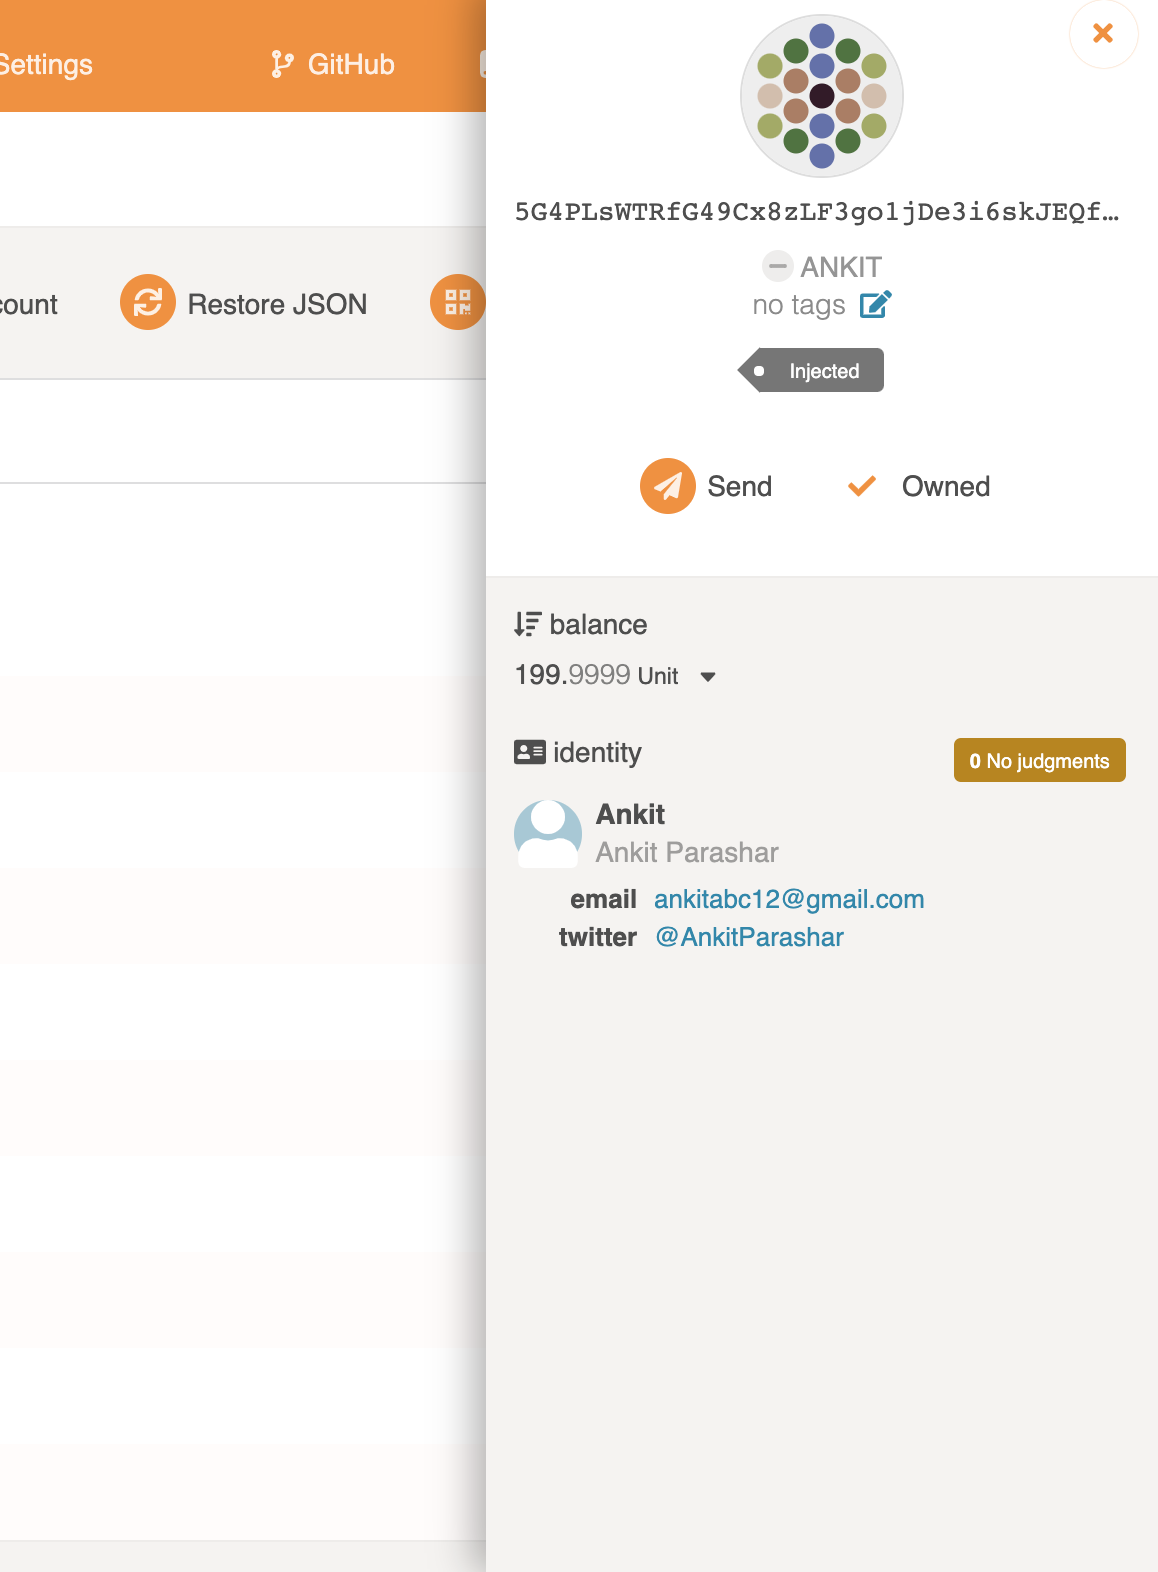 Settings
GitHub
count
Restore JSON
5G4PLsWTRfG49Cx8zLF3go1jDe3i6skJEQf…
ANKIT
no tags
Injected
Send
Owned
balance
199.9999 Unit
identity
0 No judgments
Ankit
Ankit Parashar
email ankitabc12@gmail.com
twitter @AnkitParashar